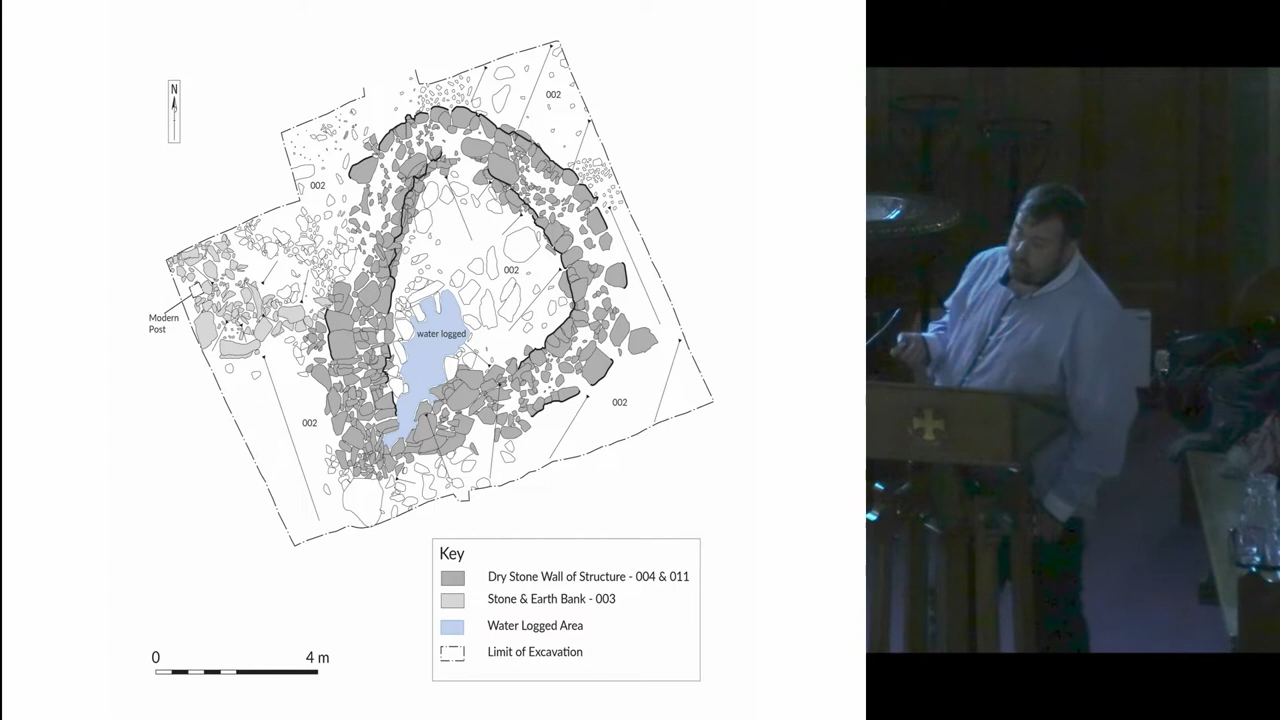 N
002
002
002
water logged
Modern
Post
002
002
Key
Dry Stone Wall of Structure - 004 & 011
Stone & Earth Bank - 003
Water Logged Area
Limit of Excavation
0 4 m